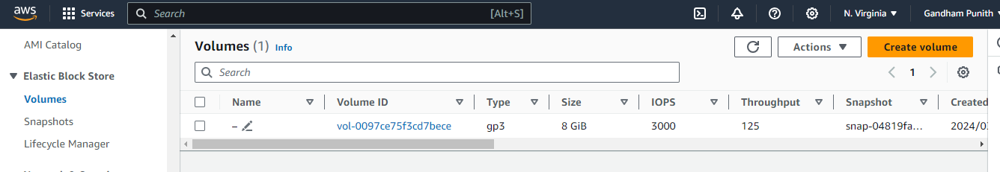 aws Services Search [Alt+S] N. Virginia Gandham Punith
AMI Catalog
Elastic Block Store
Volumes
Snapshots
Lifecycle Manager
Volumes (1) Info Actions Create volume
Search 1
Name Volume ID Type Size IOPS Throughput Snapshot Created
– vol-0097ce75f3cd7bece gp3 8 GiB 3000 125 snap-04819fa... 2024/0